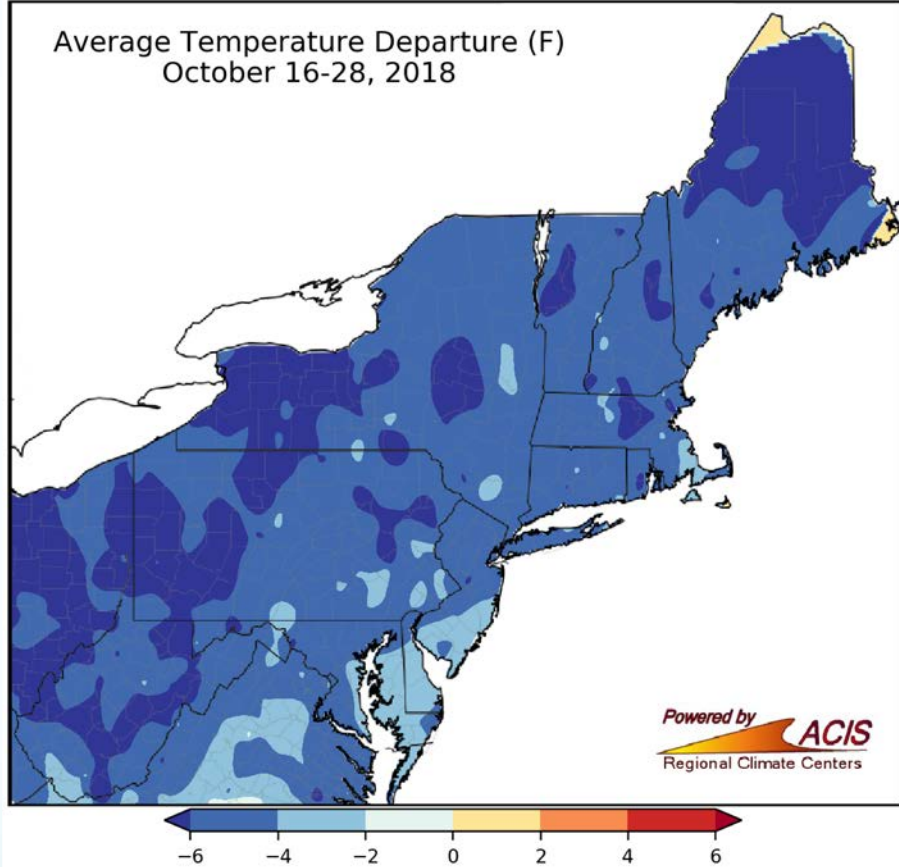 Average Temperature Departure (F)
October 16-28, 2018
Powered by ACIS
Regional Climate Centers
−6 −4 −2 0 2 4 6